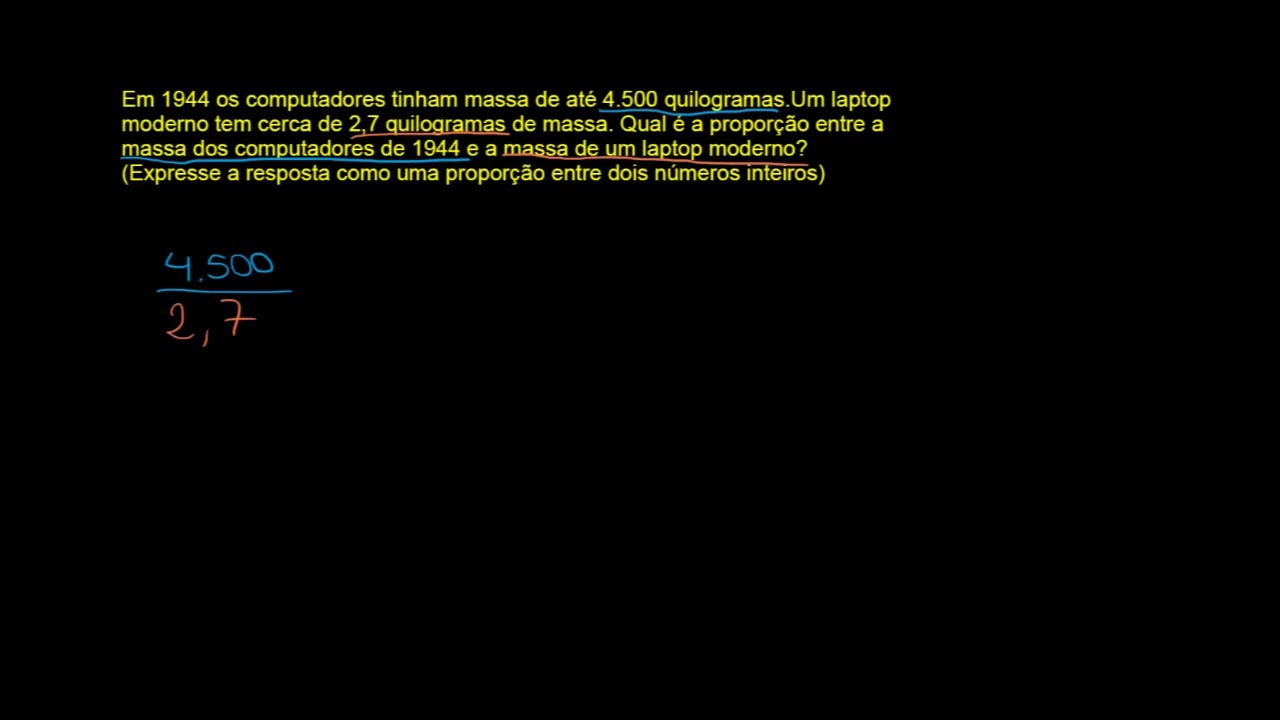 Em 1944 os computadores tinham massa de até 4.500 quilogramas.Um laptop
moderno tem cerca de 2,7 quilogramas de massa. Qual é a proporção entre a
massa dos computadores de 1944 e a massa de um laptop moderno?
(Expresse a resposta como uma proporção entre dois números inteiros)
4.500
2,7